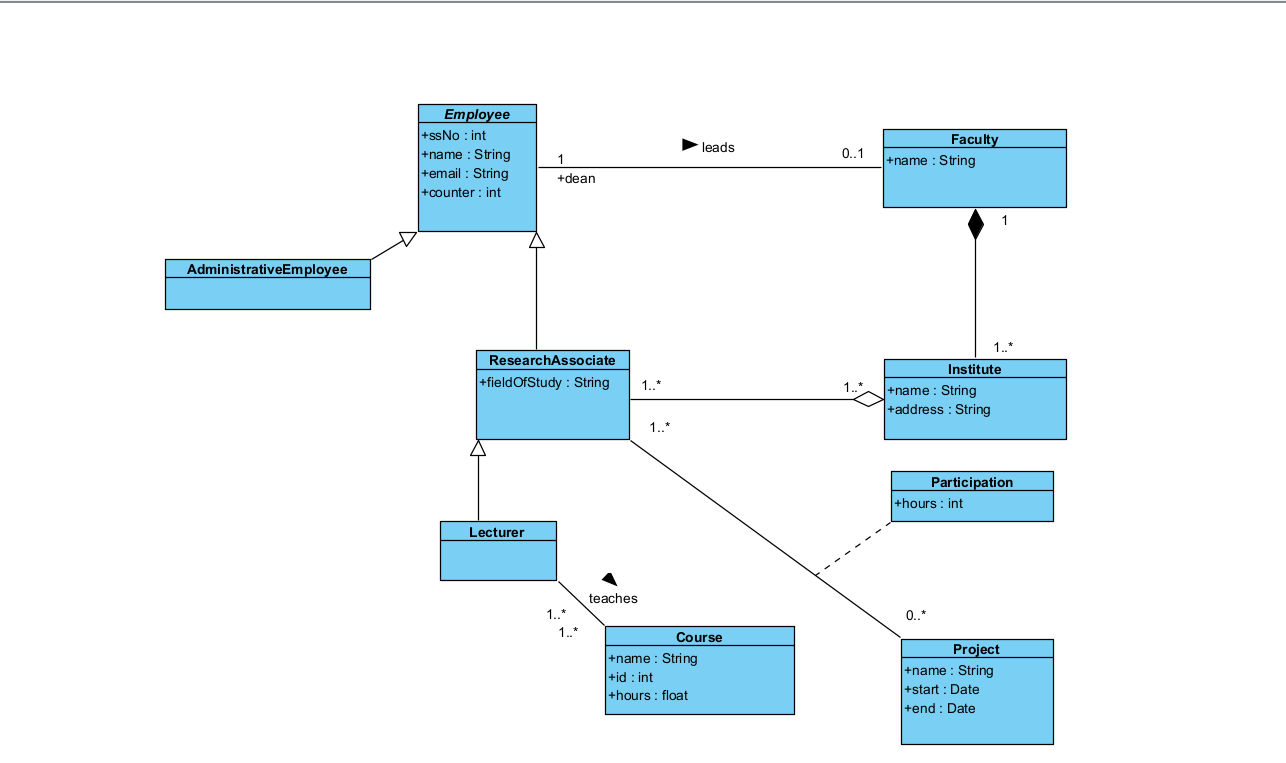 Employee
+ssNo : int
+name : String
+email : String
+counter : int
1
+dean
leads
0..1
Faculty
+name : String
1
AdministrativeEmployee
1..*
ResearchAssociate
+fieldOfStudy : String
1..*
1..*
1..*
Institute
+name : String
+address : String
Participation
+hours : int
Lecturer
teaches
1..*
1..*
Course
+name : String
+id : int
+hours : float
0..*
Project
+name : String
+start : Date
+end : Date